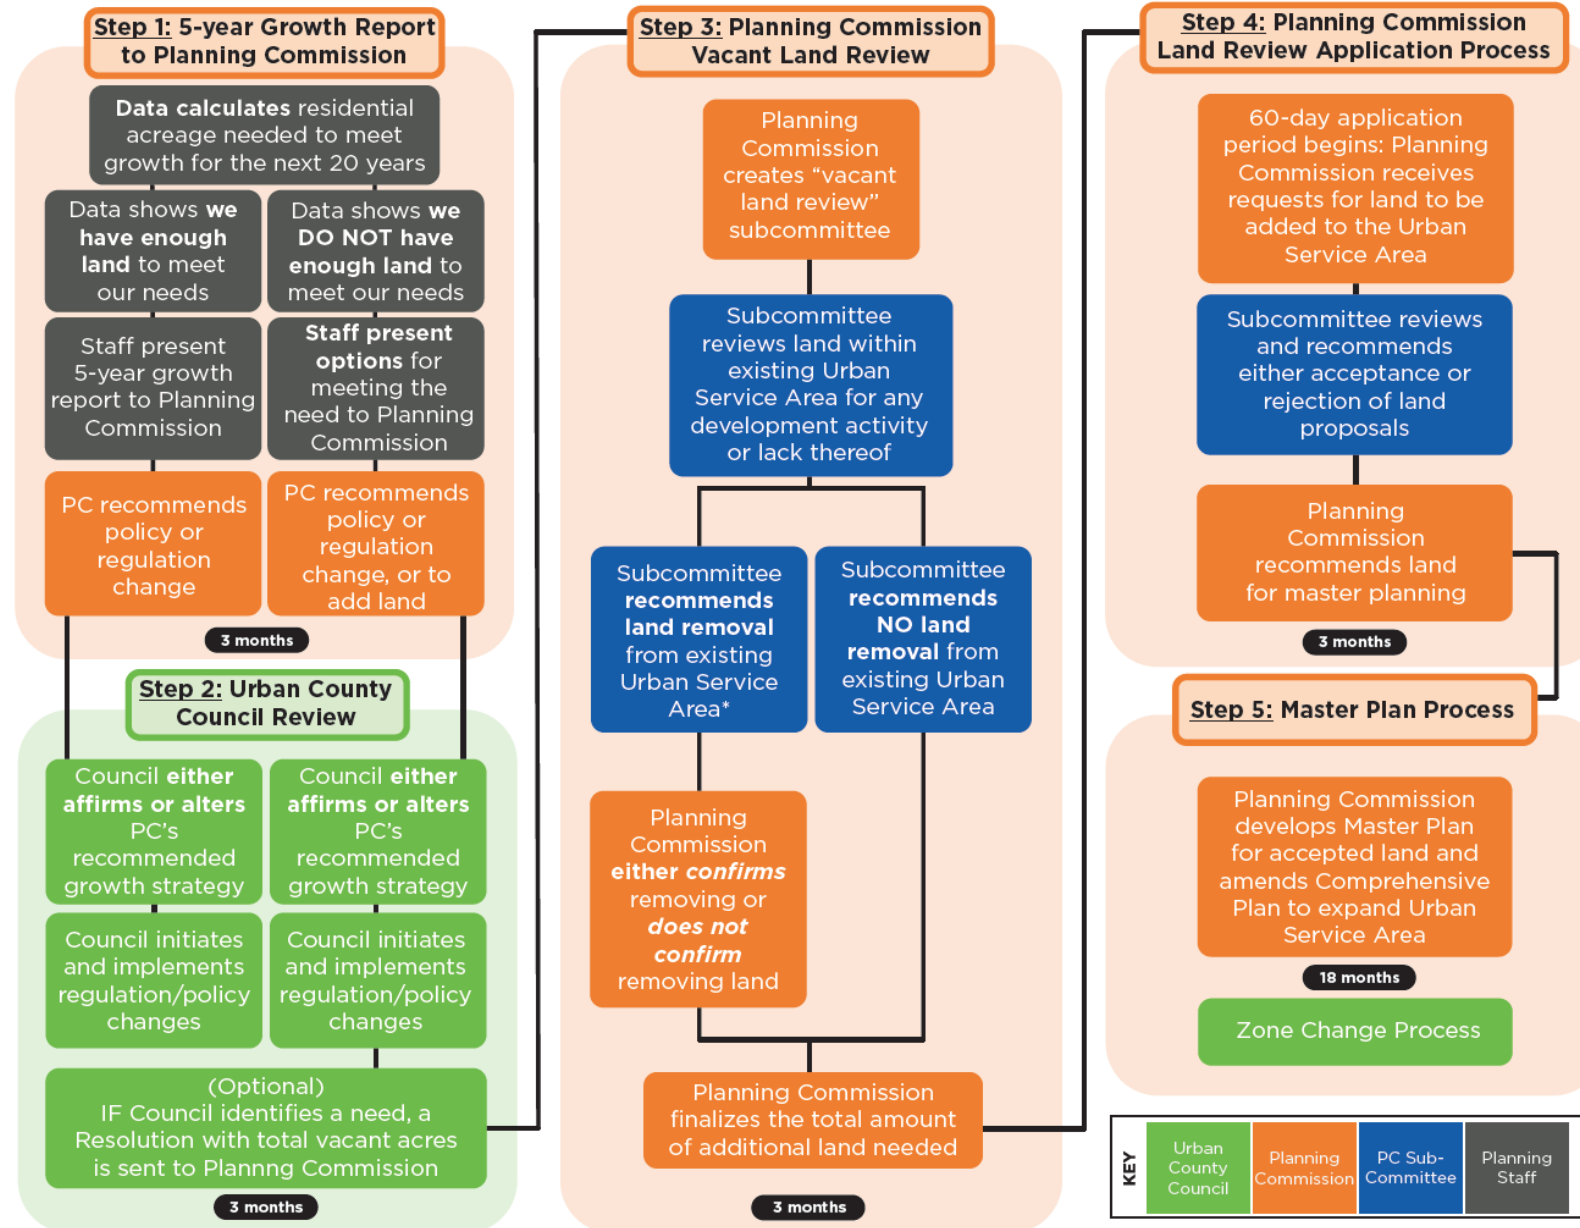 Step 1: 5-year Growth Report
to Planning Commission
Data calculates residential
acreage needed to meet
growth for the next 20 years
Data shows we
have enough
land to meet
our needs
Data shows we
DO NOT have
enough land to
meet our needs
Staff present
5-year growth
report to Planning
Commission
Staff present
options for
meeting the
need to Planning
Commission
PC recommends
policy or
regulation
change
PC recommends
policy or
regulation
change, or to
add land
3 months
Step 2: Urban County
Council Review
Council either
affirms or alters
PC's
recommended
growth strategy
Council either
affirms or alters
PC's
recommended
growth strategy
Council initiates
and implements
regulation/policy
changes
Council initiates
and implements
regulation/policy
changes
(Optional)
IF Council identifies a need, a
Resolution with total vacant acres
is sent to Plannng Commission
3 months
Step 3: Planning Commission
Vacant Land Review
Planning
Commission
creates “vacant
land review”
subcommittee
Subcommittee
reviews land within
existing Urban
Service Area for any
development activity
or lack thereof
Subcommittee
recommends
land removal
from existing
Urban Service
Area*
Subcommittee
recommends
NO land
removal from
existing Urban
Service Area
Planning
Commission
either confirms
removing or
does not
confirm
removing land
Planning Commission
finalizes the total amount
of additional land needed
3 months
Step 4: Planning Commission
Land Review Application Process
60-day application
period begins: Planning
Commission receives
requests for land to be
added to the Urban
Service Area
Subcommittee reviews
and recommends
either acceptance or
rejection of land
proposals
Planning
Commission
recommends land
for master planning
3 months
Step 5: Master Plan Process
Planning Commission
develops Master Plan
for accepted land and
amends Comprehensive
Plan to expand Urban
Service Area
18 months
Zone Change Process
KEY
Urban
County
Council
Planning
Commission
PC Sub-
Committee
Planning
Staff